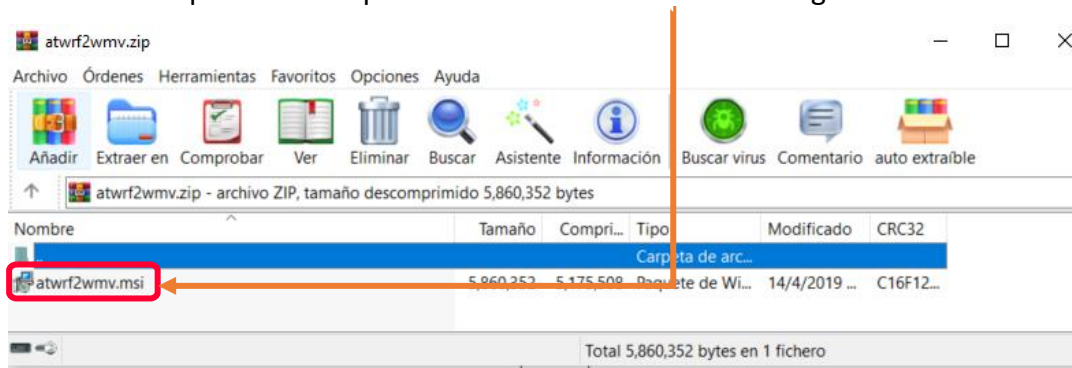 atwrf2wmv.zip
Archivo Órdenes Herramientas Favoritos Opciones Ayuda
Añadir Extraer en Comprobar Ver Eliminar Buscar Asistente Información Buscar virus Comentario auto extraíble
atwrf2wmv.zip - archivo ZIP, tamaño descomprimido 5,860,352 bytes
Nombre Tamaño Compri... Tipo Modificado CRC32
.. Carpeta de arc...
atwrf2wmv.msi 5,860,352 5,175,508 Paquete de Wi... 14/4/2019 ... C16F12...
Total 5,860,352 bytes en 1 fichero